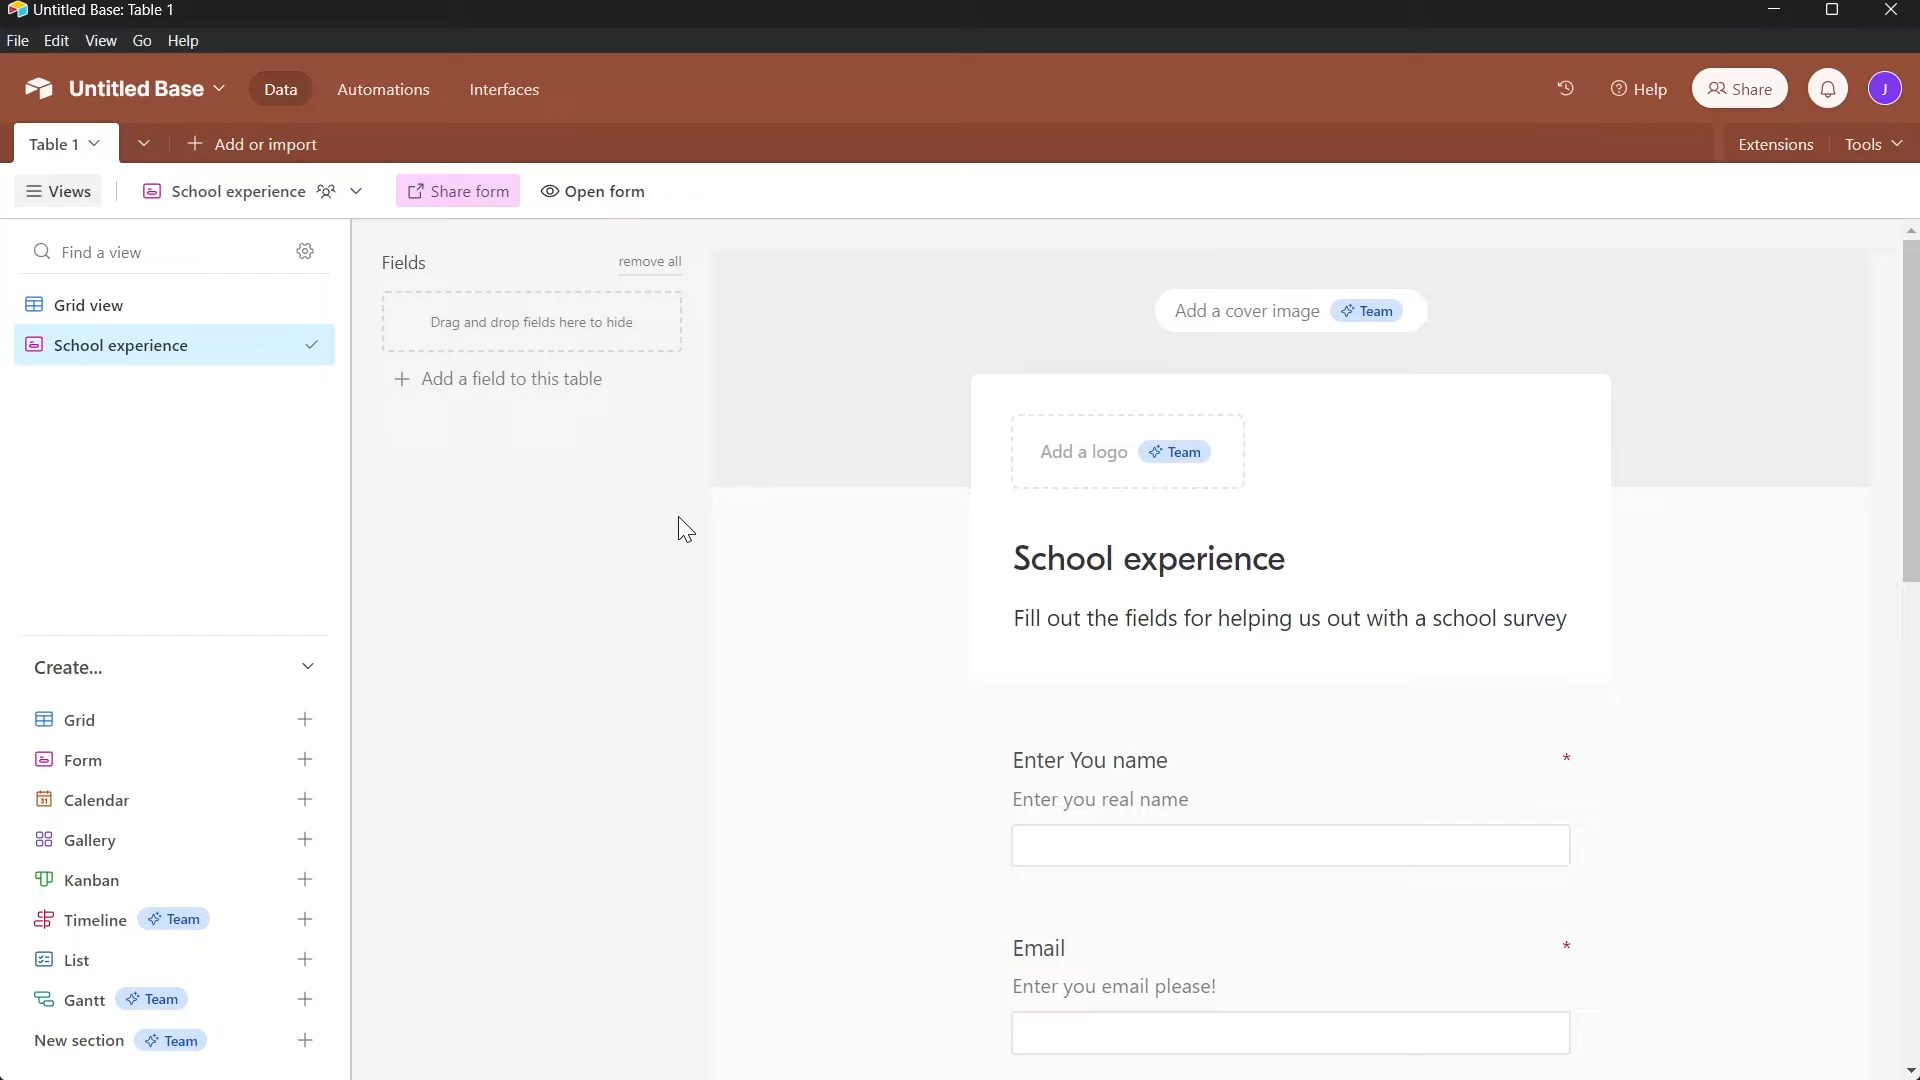 Untitled Base: Table 1
File Edit View Go Help
Untitled Base Data Automations Interfaces Help Share J
Table 1 Add or import Extensions Tools
Views School experience Share form Open form
Find a view
Grid view
School experience
Create...
Grid
Form
31 Calendar
Gallery
Kanban
Timeline Team
List
Gantt Team
New section Team
Fields remove all
Drag and drop fields here to hide
Add a field to this table
Add a cover image Team
Add a logo Team
School experience
Fill out the fields for helping us out with a school survey
Enter You name *
Enter you real name
Email *
Enter you email please!